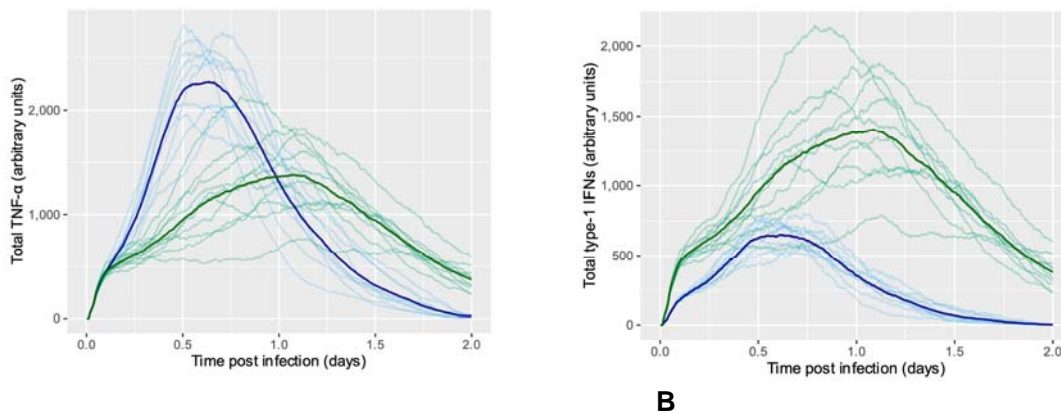 Total TNF-α (arbitrary units)
2,000
1,000
0
0.0 0.5 1.0 1.5 2.0
Time post infection (days)
Total type-1 IFNs (arbitrary units)
2,000
1,500
1,000
500
0
0.0 0.5 1.0 1.5 2.0
Time post infection (days)
B